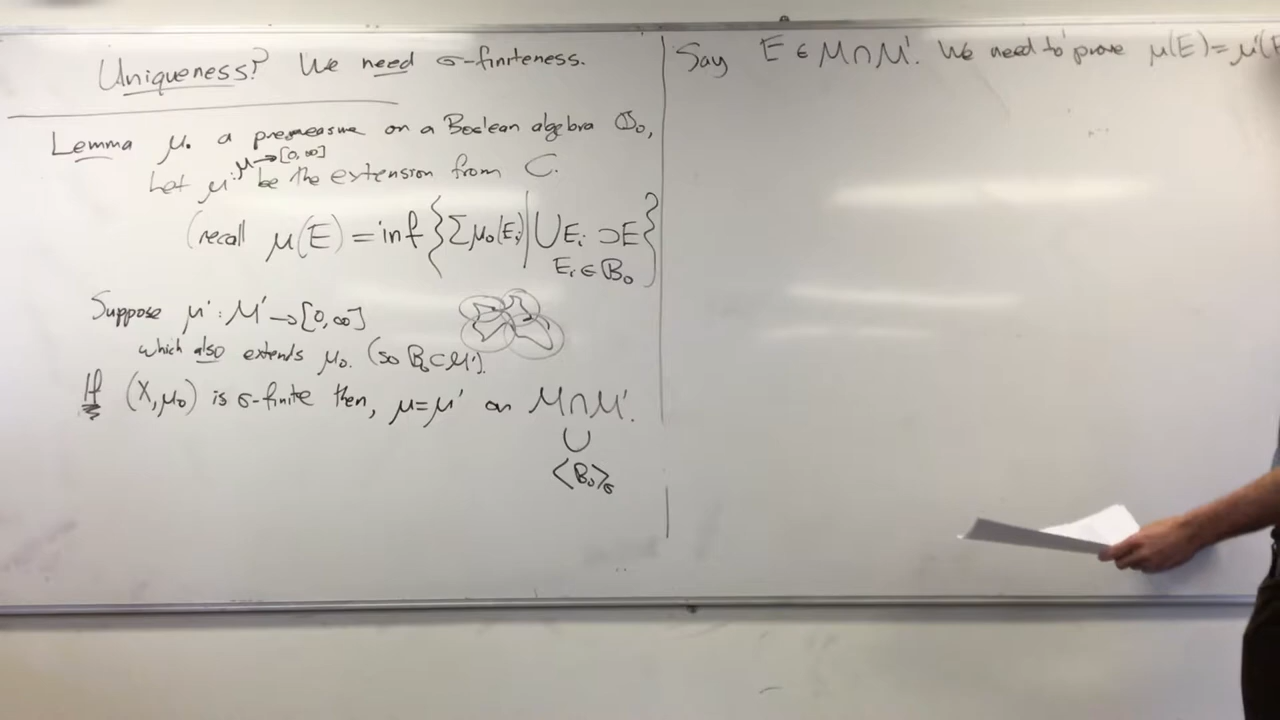 Uniqueness? We need σ-finiteness.
Lemma μ₀ a premeasure on a Boolean algebra B₀,
Let μ: M → [0, ∞] be the extension from C.
(recall μ(E) = inf { Σμ₀(Eᵢ) | ∪Eᵢ ⊃ E }
Eᵢ ∈ B₀
Suppose μ' : M' → [0, ∞]
which also extends μ₀. (so B₀ ⊂ M').
If (X, μ₀) is σ-finite then, μ = μ' on M ∩ M'.
∪
⟨B₀⟩σ
Say E ∈ M ∩ M'. We need to prove μ(E) = μ'(E